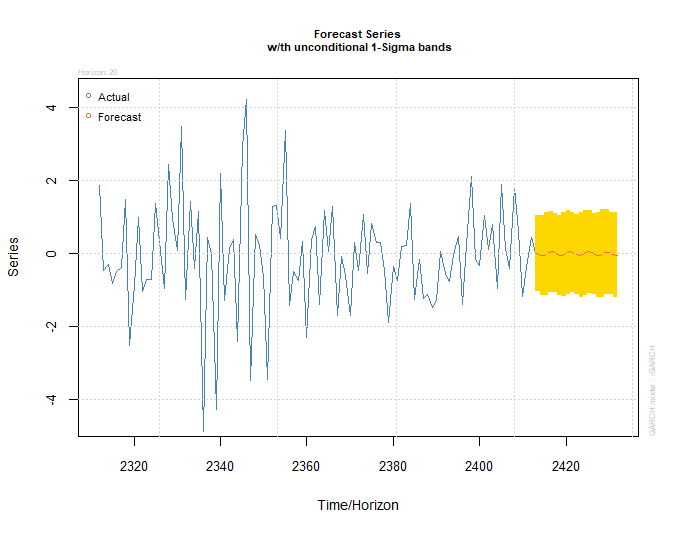 Forecast Series
w/th unconditional 1-Sigma bands
Horizon: 20
Actual
Forecast
4
2
0
-2
-4
Series
GARCH model : iGARCH
2320 2340 2360 2380 2400 2420
Time/Horizon